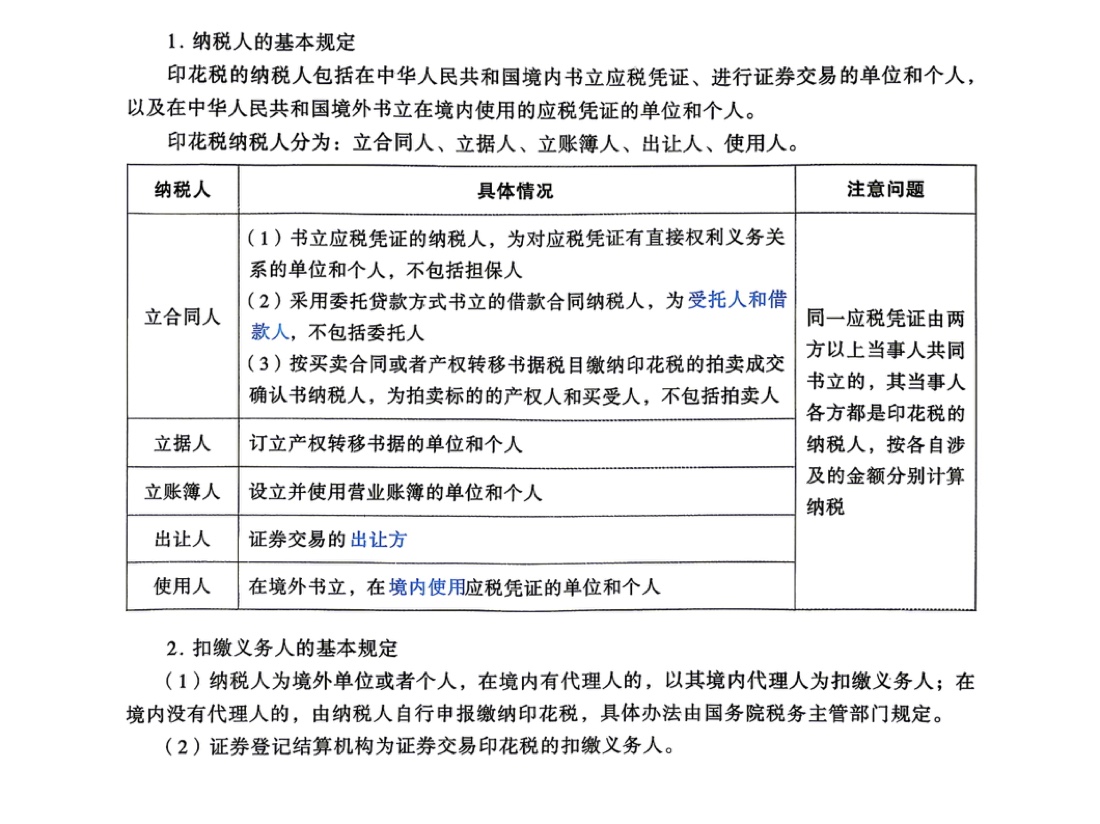 1. 纳税人的基本规定
印花税的纳税人包括在中华人民共和国境内书立应税凭证、进行证券交易的单位和个人，
以及在中华人民共和国境外书立在境内使用的应税凭证的单位和个人。
印花税纳税人分为：立合同人、立据人、立账簿人、出让人、使用人。
纳税人
具体情况
注意问题
立合同人
（1）书立应税凭证的纳税人，为对应税凭证有直接权利义务关
系的单位和个人，不包括担保人
（2）采用委托贷款方式书立的借款合同纳税人，为受托人和借
款人，不包括委托人
（3）按买卖合同或者产权转移书据税目缴纳印花税的拍卖成交
确认书纳税人，为拍卖标的的产权人和买受人，不包括拍卖人
同一应税凭证由两
方以上当事人共同
书立的，其当事人
各方都是印花税的
纳税人，按各自涉
及的金额分别计算
纳税
立据人
订立产权转移书据的单位和个人
立账簿人
设立并使用营业账簿的单位和个人
出让人
证券交易的出让方
使用人
在境外书立，在境内使用应税凭证的单位和个人
2. 扣缴义务人的基本规定
（1）纳税人为境外单位或者个人，在境内有代理人的，以其境内代理人为扣缴义务人；在
境内没有代理人的，由纳税人自行申报缴纳印花税，具体办法由国务院税务主管部门规定。
（2）证券登记结算机构为证券交易印花税的扣缴义务人。